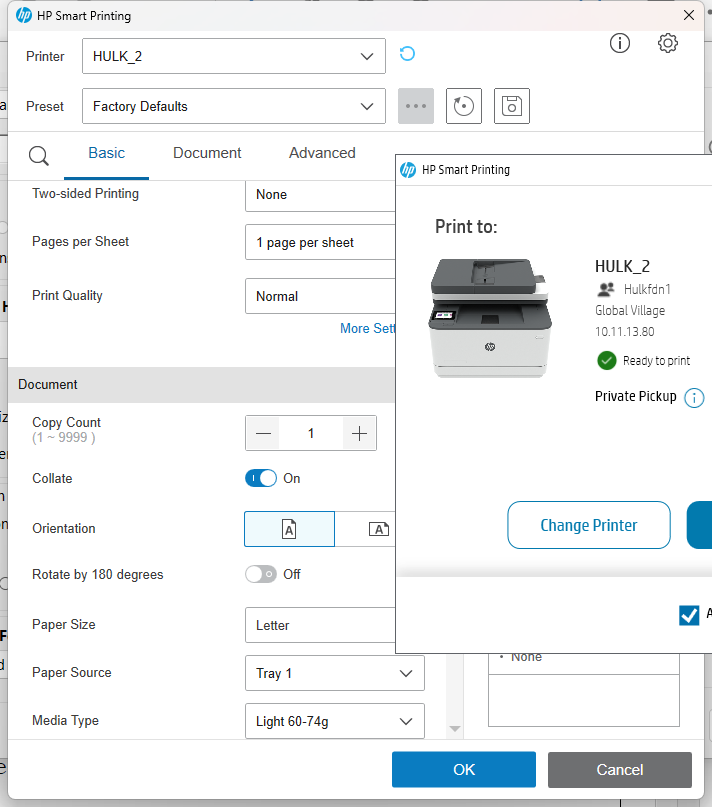 HP Smart Printing
Printer
HULK_2
Preset
Factory Defaults
Basic
Document
Advanced
Two-sided Printing
None
Pages per Sheet
1 page per sheet
Print Quality
Normal
More Sett
Document
Copy Count
(1 ~ 9999 )
1
Collate
On
Orientation
A
A
Rotate by 180 degrees
Off
Paper Size
Letter
Paper Source
Tray 1
Media Type
Light 60-74g
HP Smart Printing
Print to:
HULK_2
Hulkfdn1
Global Village
10.11.13.80
Ready to print
Private Pickup
Change Printer
None
OK
Cancel